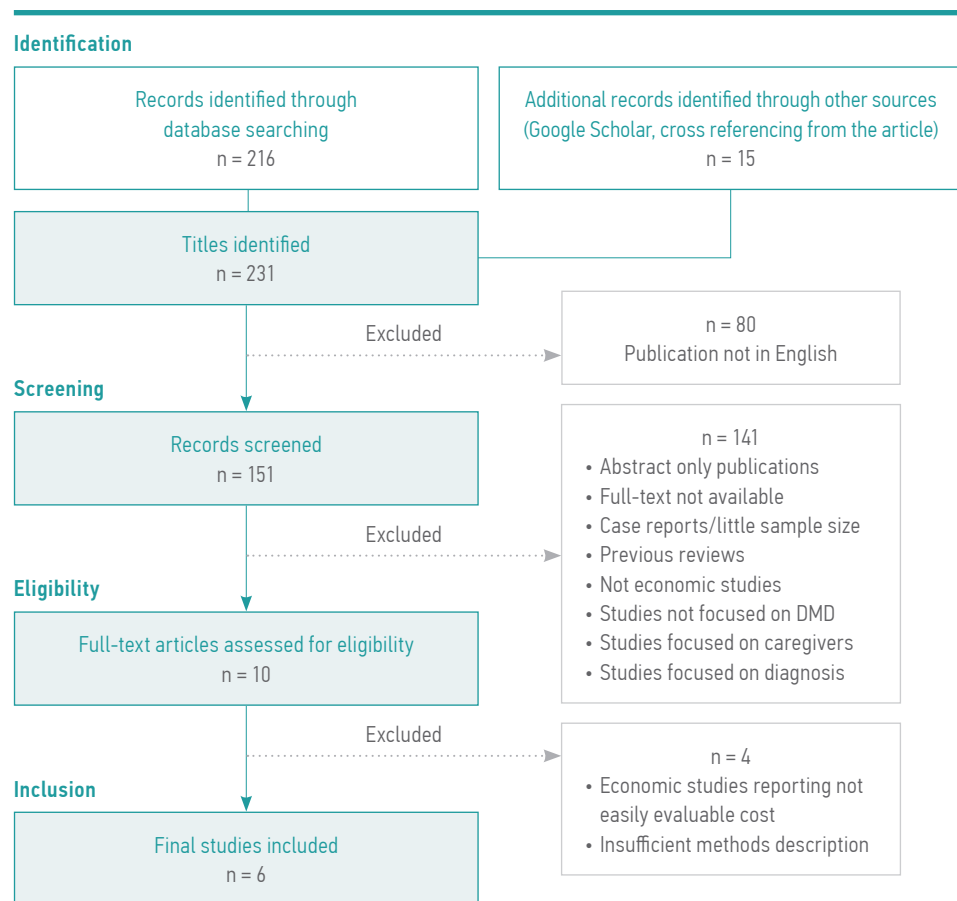 Identification
Records identified through
database searching
n = 216
Additional records identified through other sources
(Google Scholar, cross referencing from the article)
n = 15
Titles identified
n = 231
Excluded
n = 80
Publication not in English
Screening
Records screened
n = 151
Excluded
n = 141
• Abstract only publications
• Full-text not available
• Case reports/little sample size
• Previous reviews
• Not economic studies
• Studies not focused on DMD
• Studies focused on caregivers
• Studies focused on diagnosis
Eligibility
Full-text articles assessed for eligibility
n = 10
Excluded
n = 4
• Economic studies reporting not
easily evaluable cost
• Insufficient methods description
Inclusion
Final studies included
n = 6